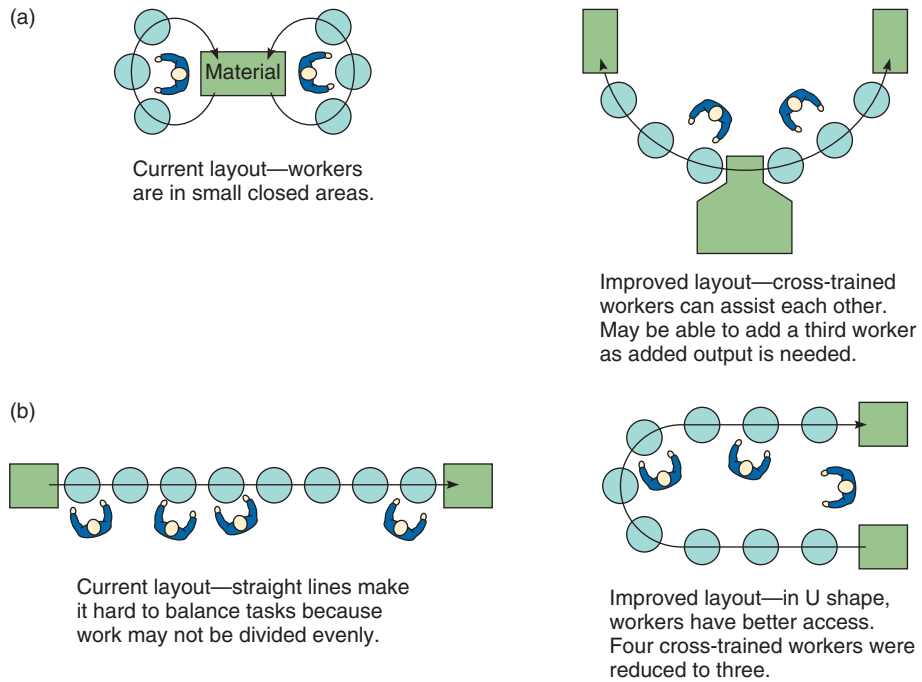 (a)
Material
Current layout—workers
are in small closed areas.
Improved layout—cross-trained
workers can assist each other.
May be able to add a third worker
as added output is needed.
(b)
Current layout—straight lines make
it hard to balance tasks because
work may not be divided evenly.
Improved layout—in U shape,
workers have better access.
Four cross-trained workers were
reduced to three.